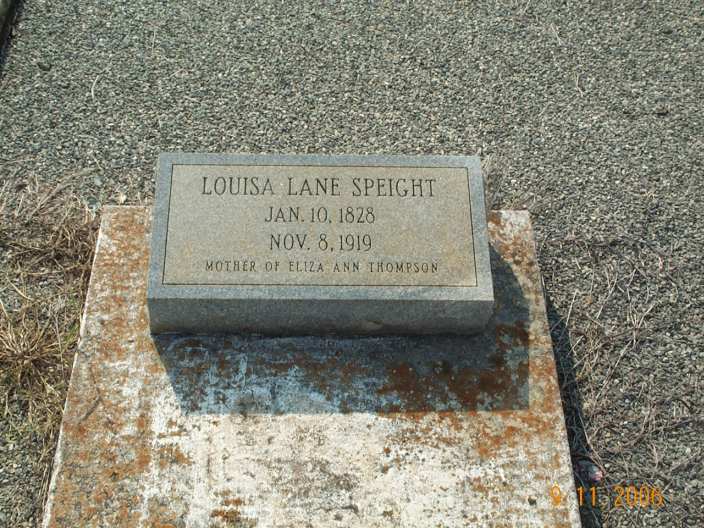 LOUISA LANE SPEIGHT
JAN. 10, 1828
NOV. 8, 1919
MOTHER OF ELIZA ANN THOMPSON
9 11 2006